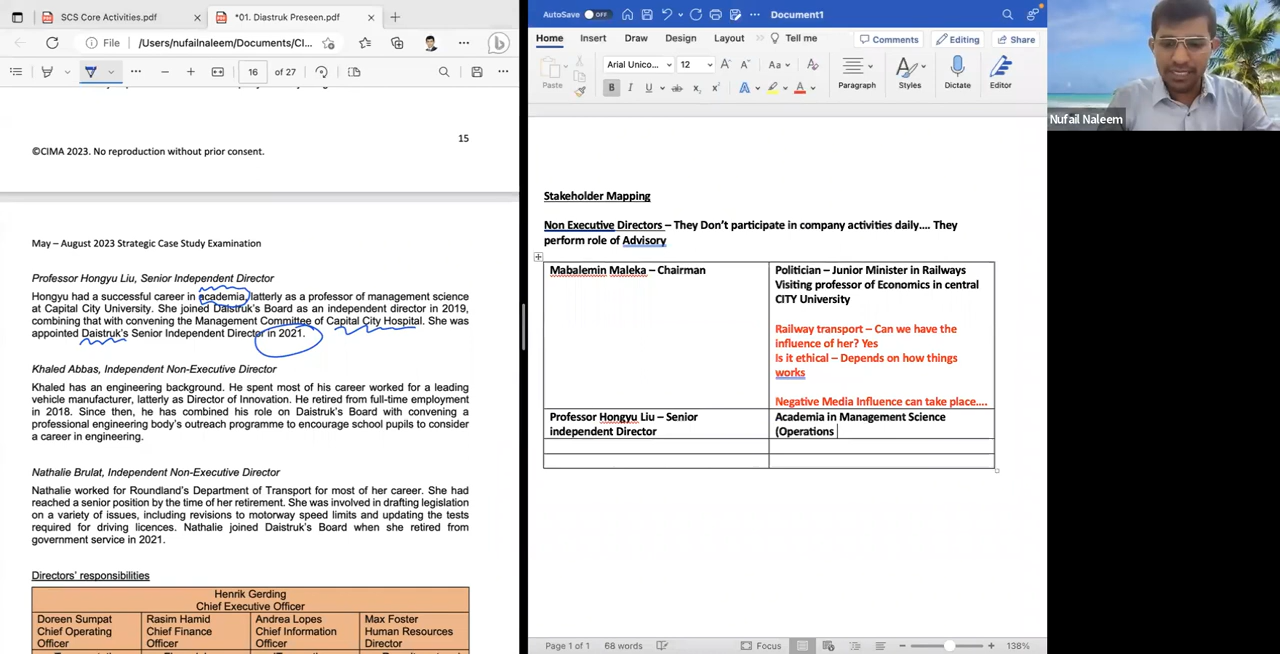 SCS Core Activities.pdf
*01. Diastruk Preseen.pdf
File
/Users/nufailnaleem/Documents/CI...
16
of 27
15
©CIMA 2023. No reproduction without prior consent.
May – August 2023 Strategic Case Study Examination
Professor Hongyu Liu, Senior Independent Director
Hongyu had a successful career in academia, latterly as a professor of management science
at Capital City University. She joined Daistruk's Board as an independent director in 2019,
combining that with convening the Management Committee of Capital City Hospital. She was
appointed Daistruk's Senior Independent Director in 2021.
Khaled Abbas, Independent Non-Executive Director
Khaled has an engineering background. He spent most of his career worked for a leading
vehicle manufacturer, latterly as Director of Innovation. He retired from full-time employment
in 2018. Since then, he has combined his role on Daistruk's Board with convening a
professional engineering body's outreach programme to encourage school pupils to consider
a career in engineering.
Nathalie Brulat, Independent Non-Executive Director
Nathalie worked for Roundland's Department of Transport for most of her career. She had
reached a senior position by the time of her retirement. She was involved in drafting legislation
on a variety of issues, including revisions to motorway speed limits and updating the tests
required for driving licences. Nathalie joined Daistruk's Board when she retired from
government service in 2021.
Directors' responsibilities
Henrik Gerding
Chief Executive Officer
Doreen Sumpat
Chief Operating
Officer
Rasim Hamid
Chief Finance
Officer
Andrea Lopes
Chief Information
Officer
Max Foster
Human Resources
Director
AutoSave OFF
Document1
Home Insert Draw Design Layout Tell me
Comments Editing Share
Arial Unico... 12
Paste
Paragraph Styles Dictate Editor
Stakeholder Mapping
Non Executive Directors – They Don't participate in company activities daily.... They
perform role of Advisory
Mabalemin Maleka – Chairman
Politician – Junior Minister in Railways
Visiting professor of Economics in central
CITY University
Railway transport – Can we have the
influence of her? Yes
Is it ethical – Depends on how things
works
Negative Media Influence can take place....
Professor Hongyu Liu – Senior
independent Director
Academia in Management Science
(Operations
Page 1 of 1 68 words Focus 138%
Nufail Naleem